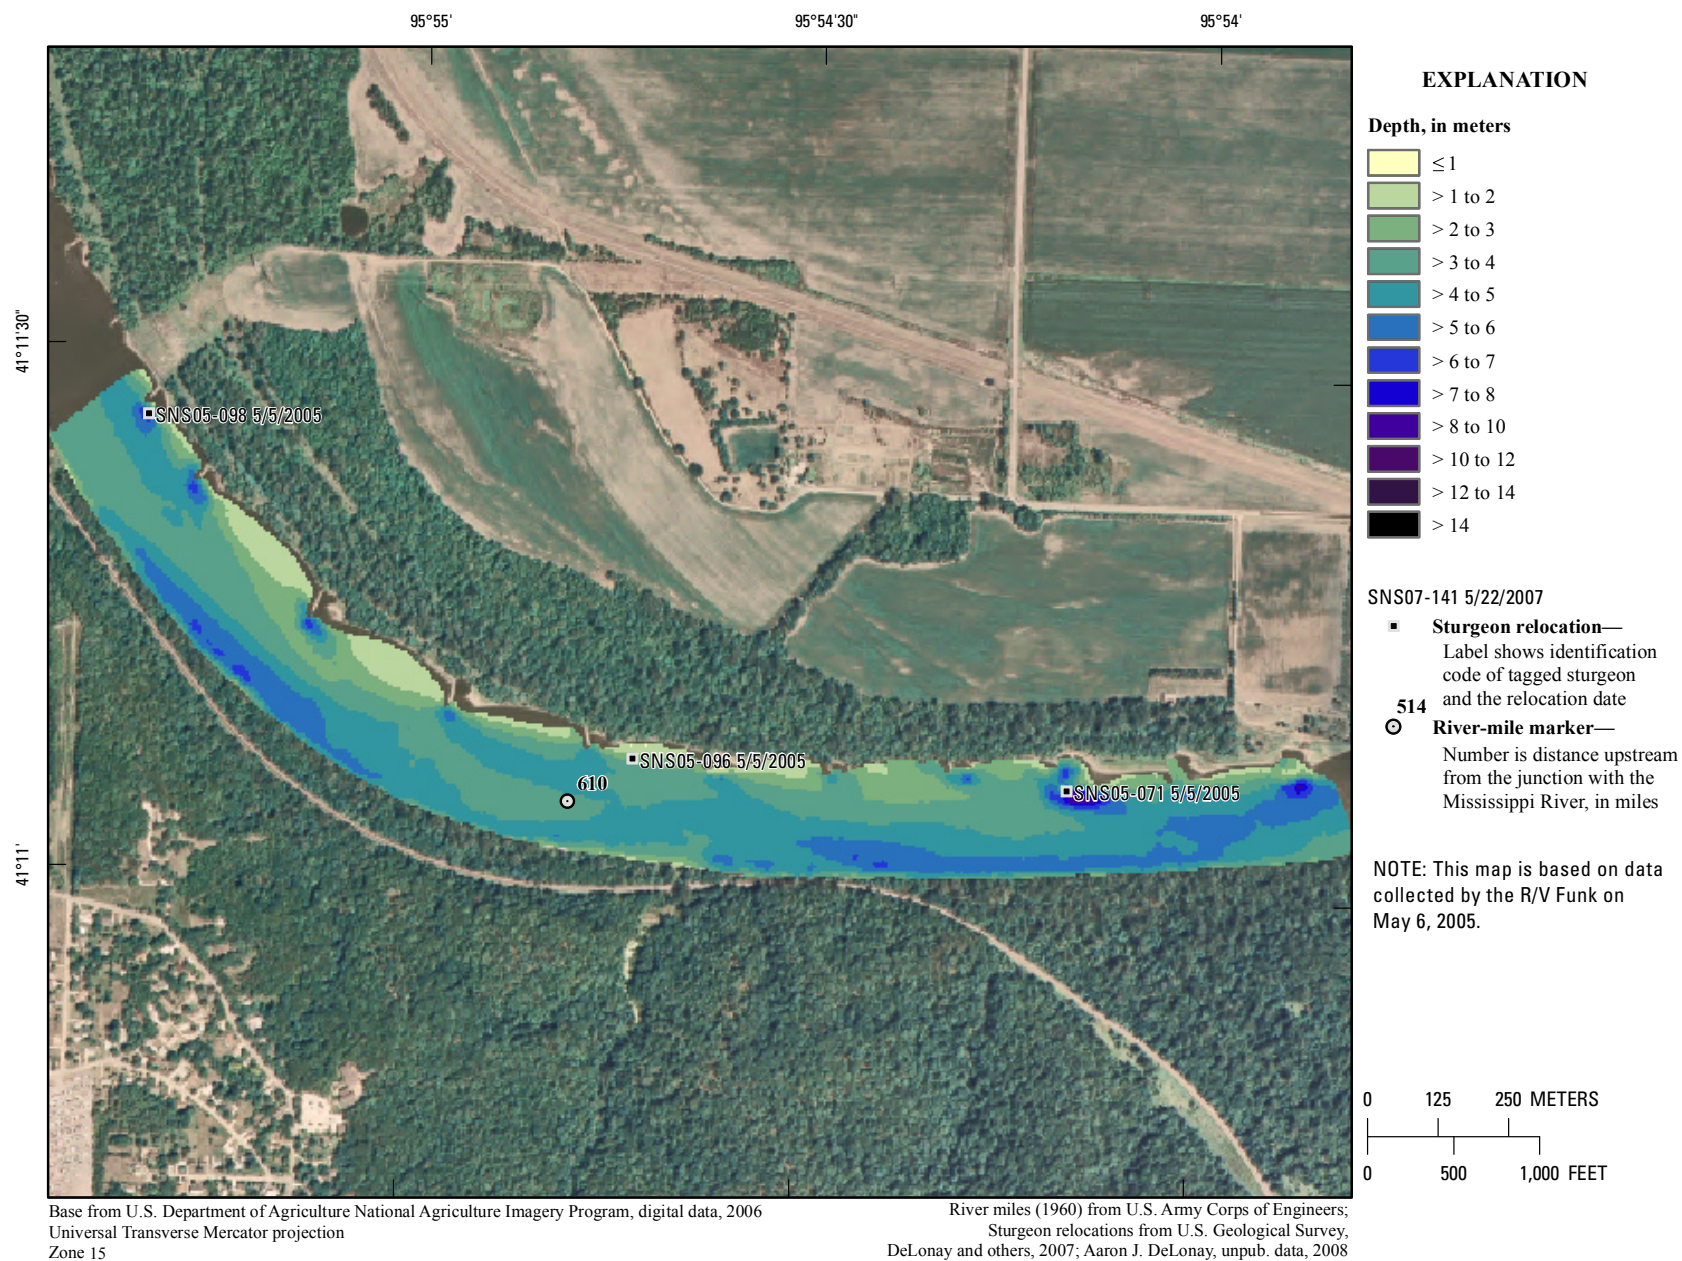 95°55'
95°54'30"
95°54'
41°11'30"
41°11'
SNS05-098 5/5/2005
SNS05-096 5/5/2005
610
SNS05-071 5/5/2005
EXPLANATION
Depth, in meters
≤ 1
> 1 to 2
> 2 to 3
> 3 to 4
> 4 to 5
> 5 to 6
> 6 to 7
> 7 to 8
> 8 to 10
> 10 to 12
> 12 to 14
> 14
SNS07-141 5/22/2007
Sturgeon relocation—
Label shows identification
code of tagged sturgeon
and the relocation date
514
River-mile marker—
Number is distance upstream
from the junction with the
Mississippi River, in miles
NOTE: This map is based on data
collected by the R/V Funk on
May 6, 2005.
0 125 250 METERS
0 500 1,000 FEET
Base from U.S. Department of Agriculture National Agriculture Imagery Program, digital data, 2006
Universal Transverse Mercator projection
Zone 15
River miles (1960) from U.S. Army Corps of Engineers;
Sturgeon relocations from U.S. Geological Survey,
DeLonay and others, 2007; Aaron J. DeLonay, unpub. data, 2008